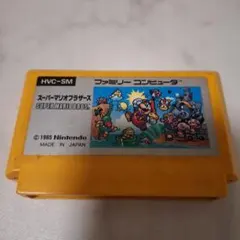 HVC-SM
ファミリー コンピュータ
スーパーマリオブラザーズ
SUPER MARIO BROS.
© 1985 Nintendo
MADE IN JAPAN